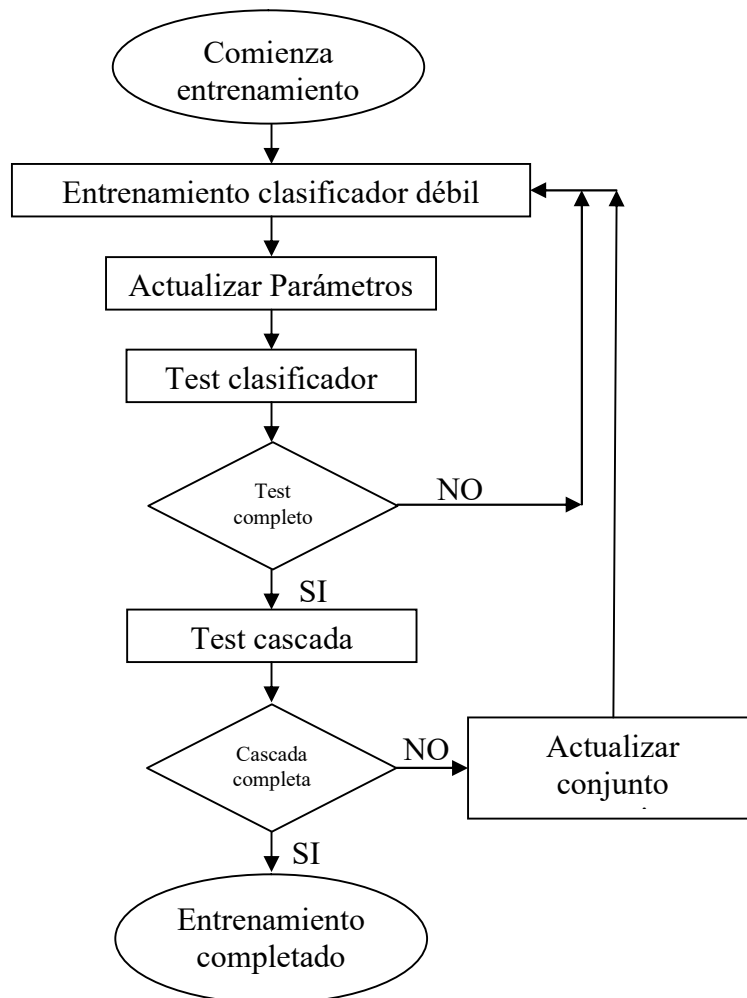 Comienza
entrenamiento
Entrenamiento clasificador débil
Actualizar Parámetros
Test clasificador
Test
completo
NO
SI
Test cascada
Cascada
completa
NO
Actualizar
conjunto
SI
Entrenamiento
completado